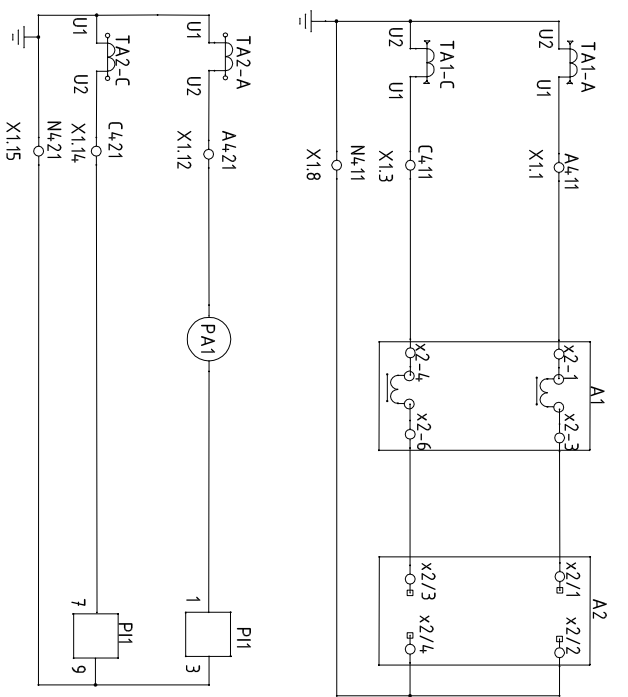 U1
TA2-C
U2
U1
TA2-A
U2
X1.15
N421
X1.14
C421
X1.12
A421
PA1
7
PI1
9
1
PI1
3
U2
TA1-C
U1
U2
TA1-A
U1
X1.8
N411
X1.3
C411
X1.1
A411
A1
x2-4
x2-6
x2-1
x2-3
A2
x2/3
x2/4
x2/1
x2/2